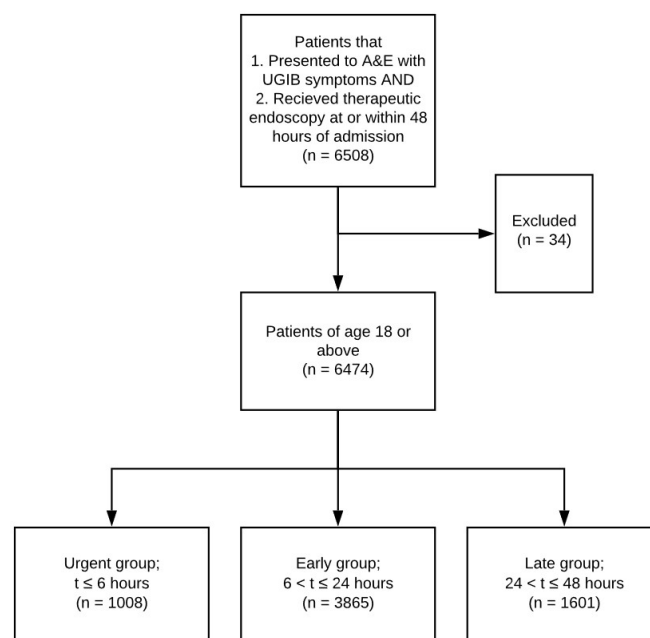 Patients that
1. Presented to A&E with
UGIB symptoms AND
2. Recieved therapeutic
endoscopy at or within 48
hours of admission
(n = 6508)
Excluded
(n = 34)
Patients of age 18 or
above
(n = 6474)
Urgent group;
t ≤ 6 hours
(n = 1008)
Early group;
6 < t ≤ 24 hours
(n = 3865)
Late group;
24 < t ≤ 48 hours
(n = 1601)